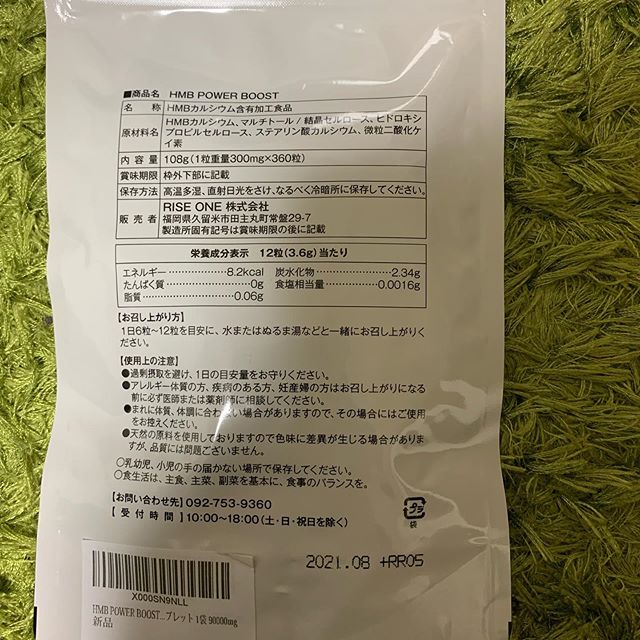 ■商品名 HMB POWER BOOST
名 称 HMBカルシウム含有加工食品
原材料名 HMBカルシウム、マルチトール / 結晶セルロース、ヒドロキシ
プロピルセルロース、ステアリン酸カルシウム、微粒二酸化ケ
イ素
内 容 量 108g(1粒重量300mg×360粒)
賞味期限 枠外下部に記載
保存方法 高温多湿、直射日光をさけ、なるべく冷暗所に保存してください。
販 売 者 RISE ONE 株式会社
福岡県久留米市田主丸町常盤29-7
製造所固有記号は賞味期限の後に記載
栄養成分表示 12粒(3.6g)当たり
エネルギー……………8.2kcal 炭水化物……………2.34g
たんぱく質……………0g 食塩相当量…………0.0016g
脂質……………0.06g
【お召し上がり方】
1日6粒~12粒を目安に、水またはぬるま湯などと一緒にお召し上がりく
ださい。
【使用上の注意】
●過剰摂取を避け、1日の目安量をお守りください。
●アレルギー体質の方、疾病のある方、妊産婦の方はお召し上がりになる
前に必ず医師または薬剤師に相談してください。
●まれに体質、体調に合わない場合がありますので、その場合にはご使用
をお控えください。
●天然の原料を使用しておりますので色味に差異が生じる場合がありま
すが、品質には問題ございません。
○乳幼児、小児の手の届かない場所で保存してください。
○食生活は、主食、主菜、副菜を基本に、食事のバランスを。
【お問い合わせ先】092-753-9360
【 受 付 時 間 】10:00~18:00(土・日・祝日を除く)
プラ
袋
2021.08 +RR05
X000SN9NLL
HMB POWER BOOST...ブレット 1袋 90000mg
新品